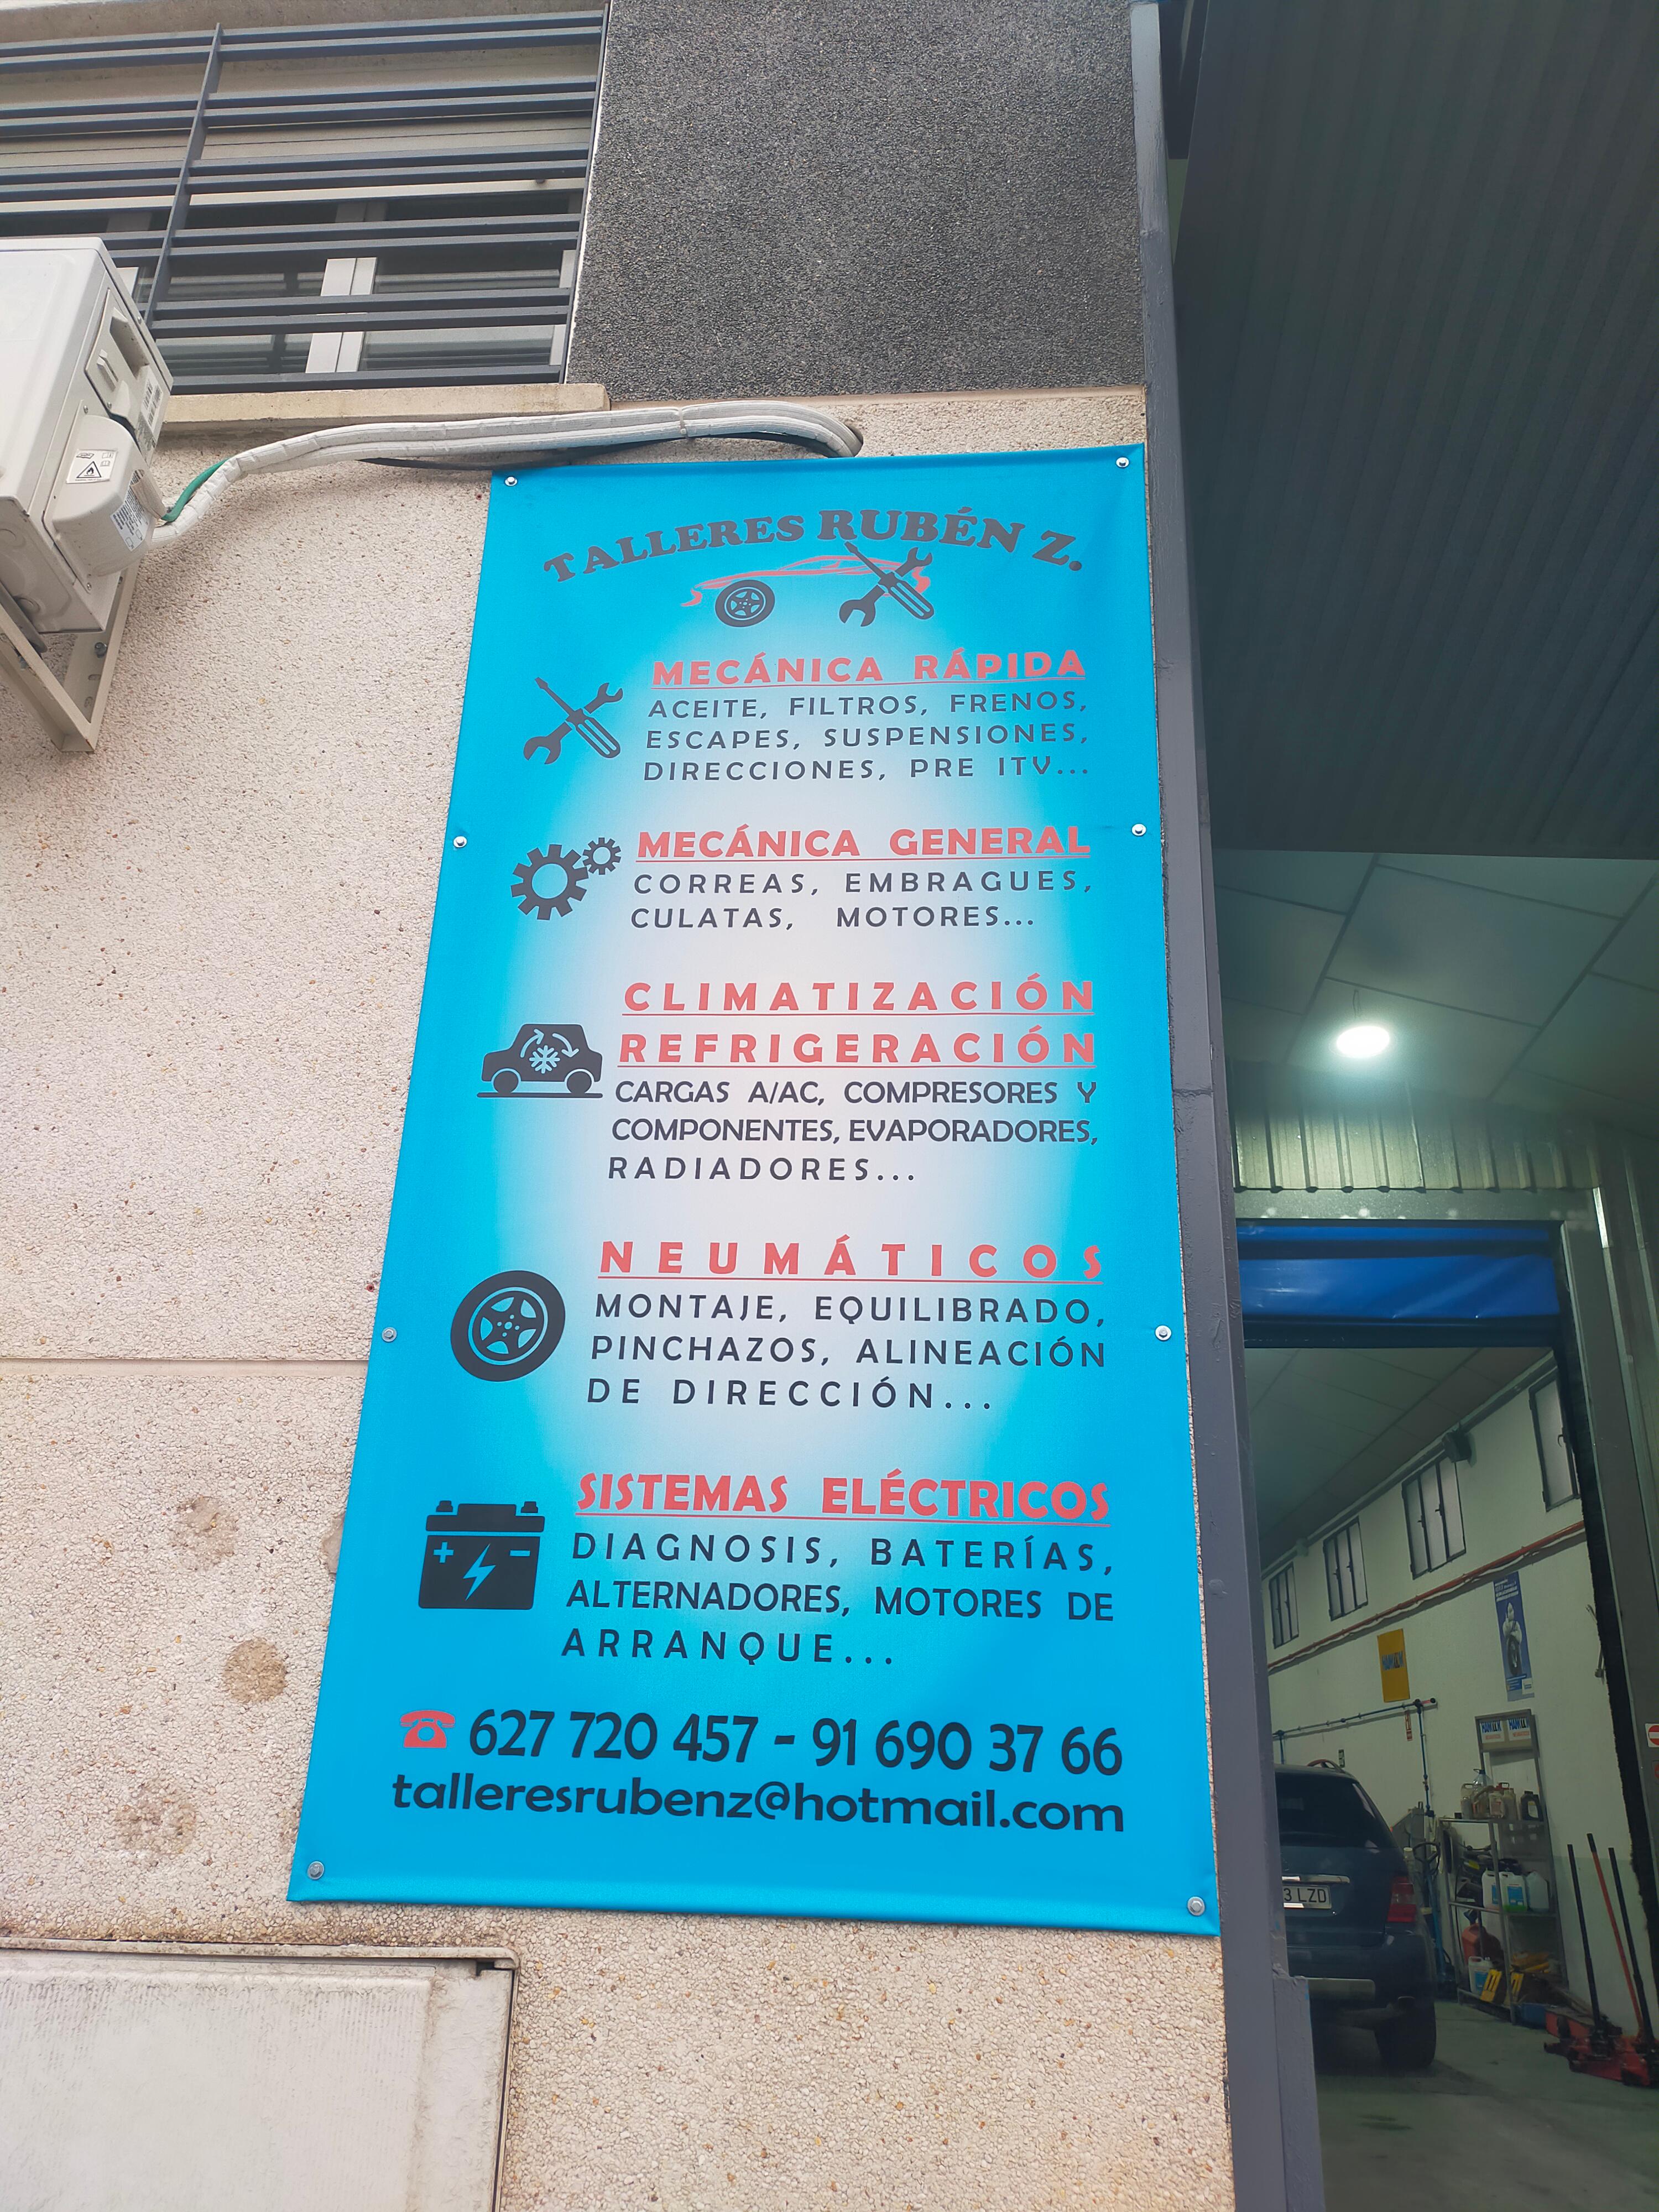 TALLERES RUBÉN Z.
MECÁNICA RÁPIDA
ACEITE, FILTROS, FRENOS,
ESCAPES, SUSPENSIONES,
DIRECCIONES, PRE ITV...
MECÁNICA GENERAL
CORREAS, EMBRAGUES,
CULATAS, MOTORES...
CLIMATIZACIÓN
REFRIGERACIÓN
CARGAS A/AC, COMPRESORES Y
COMPONENTES, EVAPORADORES,
RADIADORES...
NEUMÁTICOS
MONTAJE, EQUILIBRADO,
PINCHAZOS, ALINEACIÓN
DE DIRECCIÓN...
SISTEMAS ELÉCTRICOS
DIAGNOSIS, BATERÍAS,
ALTERNADORES, MOTORES DE
ARRANQUE...
627 720 457 - 91 690 37 66
talleresrubenz@hotmail.com
3 LZD